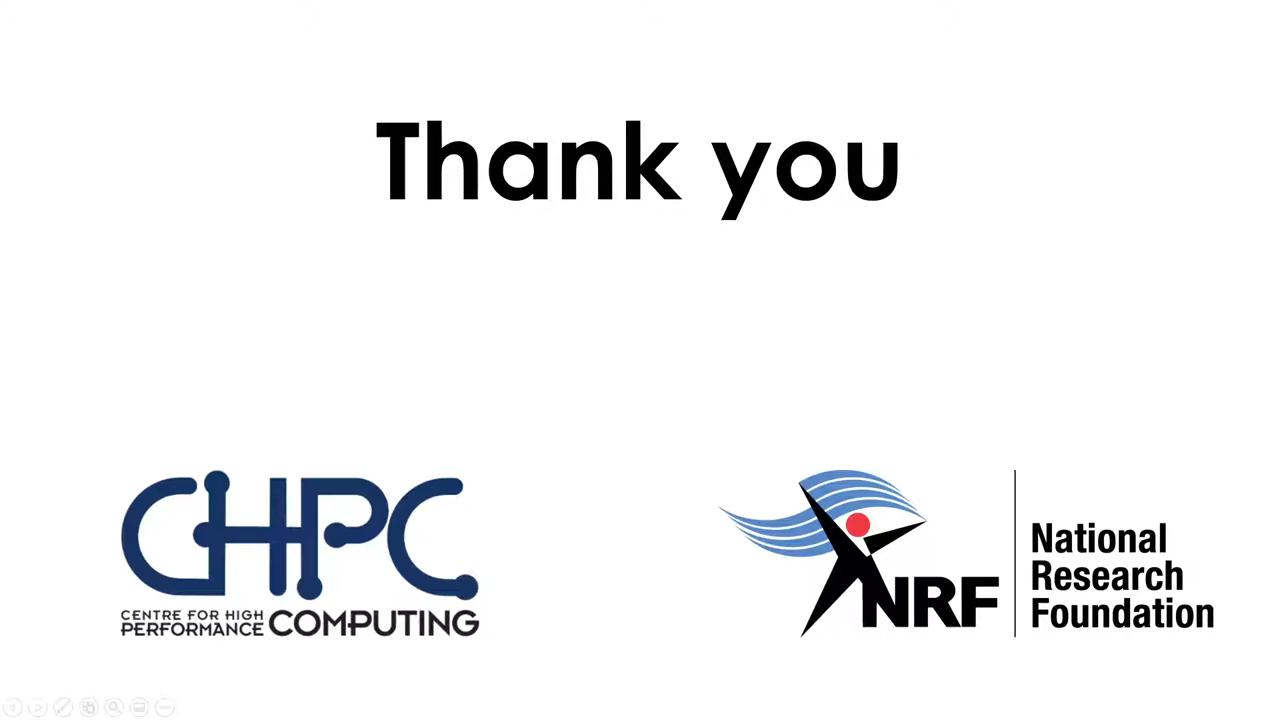 Thank you
CHPC
CENTRE FOR HIGH
PERFORMANCE COMPUTING
NRF
National
Research
Foundation